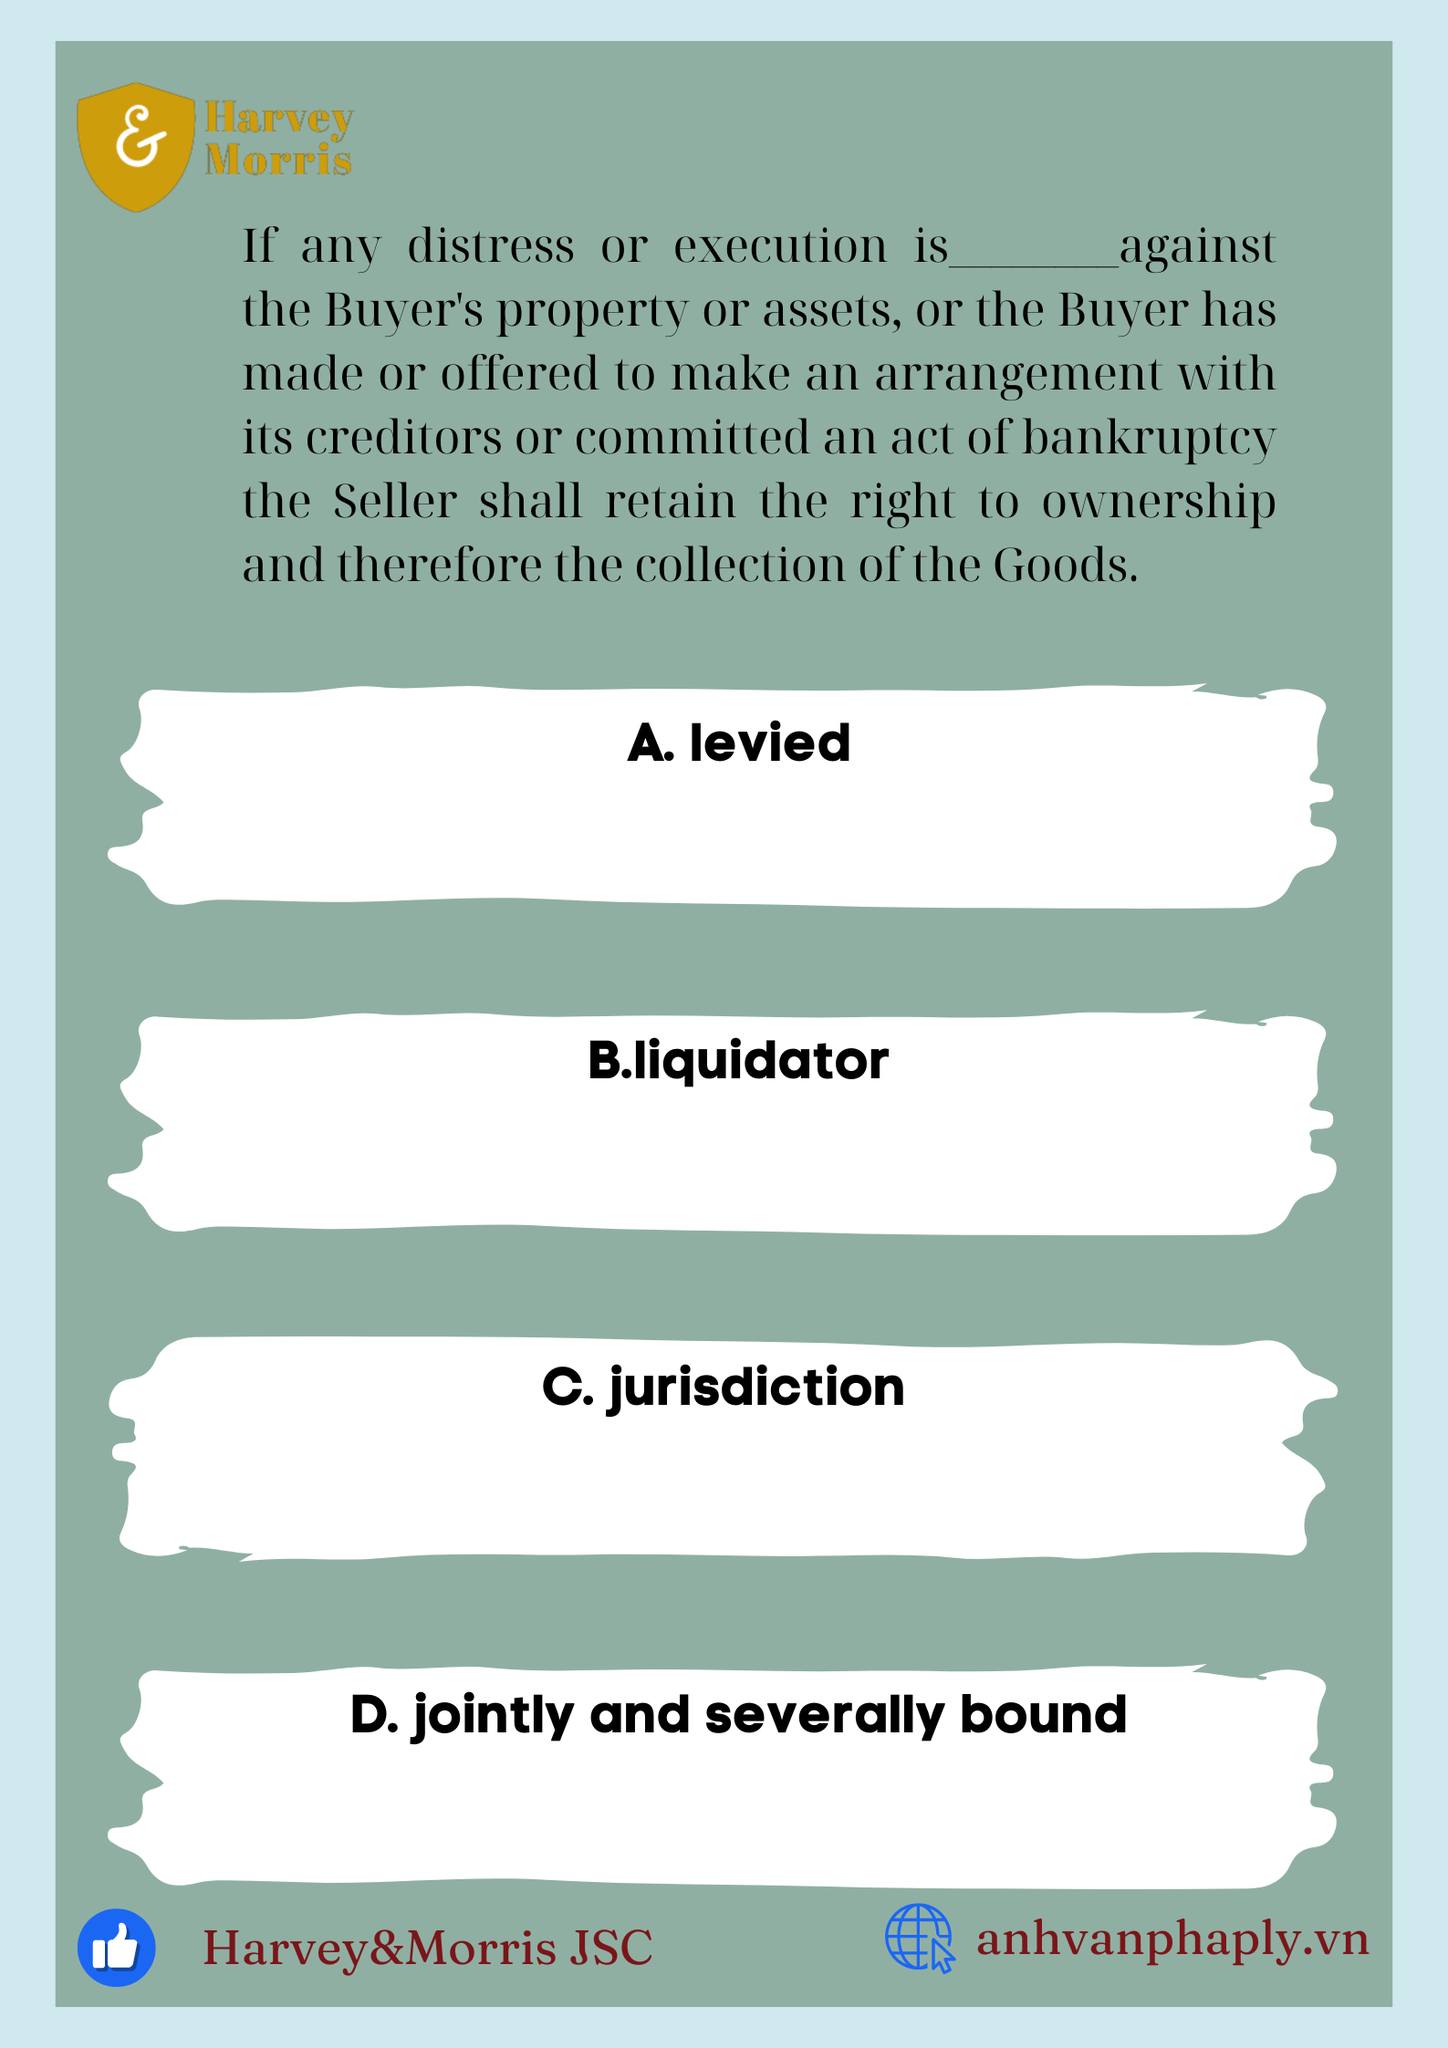 &
Harvey
Morris
If any distress or execution is________against
the Buyer's property or assets, or the Buyer has
made or offered to make an arrangement with
its creditors or committed an act of bankruptcy
the Seller shall retain the right to ownership
and therefore the collection of the Goods.
A. levied
B.liquidator
C. jurisdiction
D. jointly and severally bound
Harvey&Morris JSC
anhvanphaply.vn